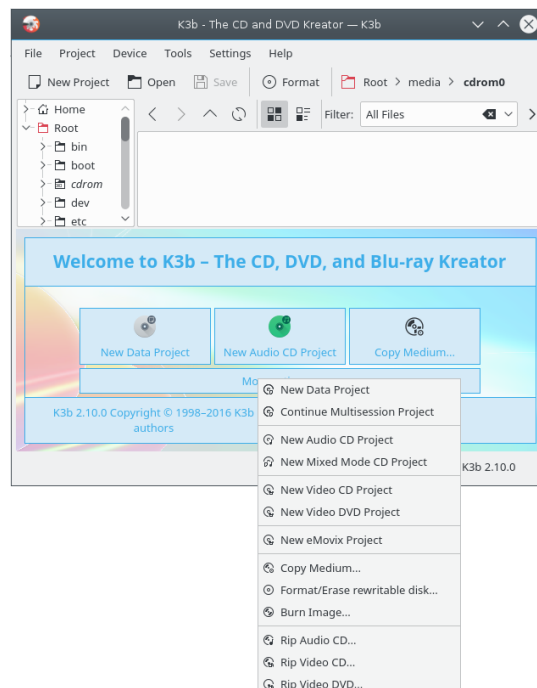 K3b - The CD and DVD Kreator — K3b
File Project Device Tools Settings Help
New Project Open Save Format Root > media > cdrom0
Home
Root
bin
boot
cdrom
dev
etc
Filter: All Files
Welcome to K3b – The CD, DVD, and Blu-ray Kreator
New Data Project New Audio CD Project Copy Medium...
K3b 2.10.0 Copyright © 1998–2016 K3b
authors
K3b 2.10.0
New Data Project
Continue Multisession Project
New Audio CD Project
New Mixed Mode CD Project
New Video CD Project
New Video DVD Project
New eMovix Project
Copy Medium...
Format/Erase rewritable disk...
Burn Image...
Rip Audio CD...
Rip Video CD...
Rip Video DVD...